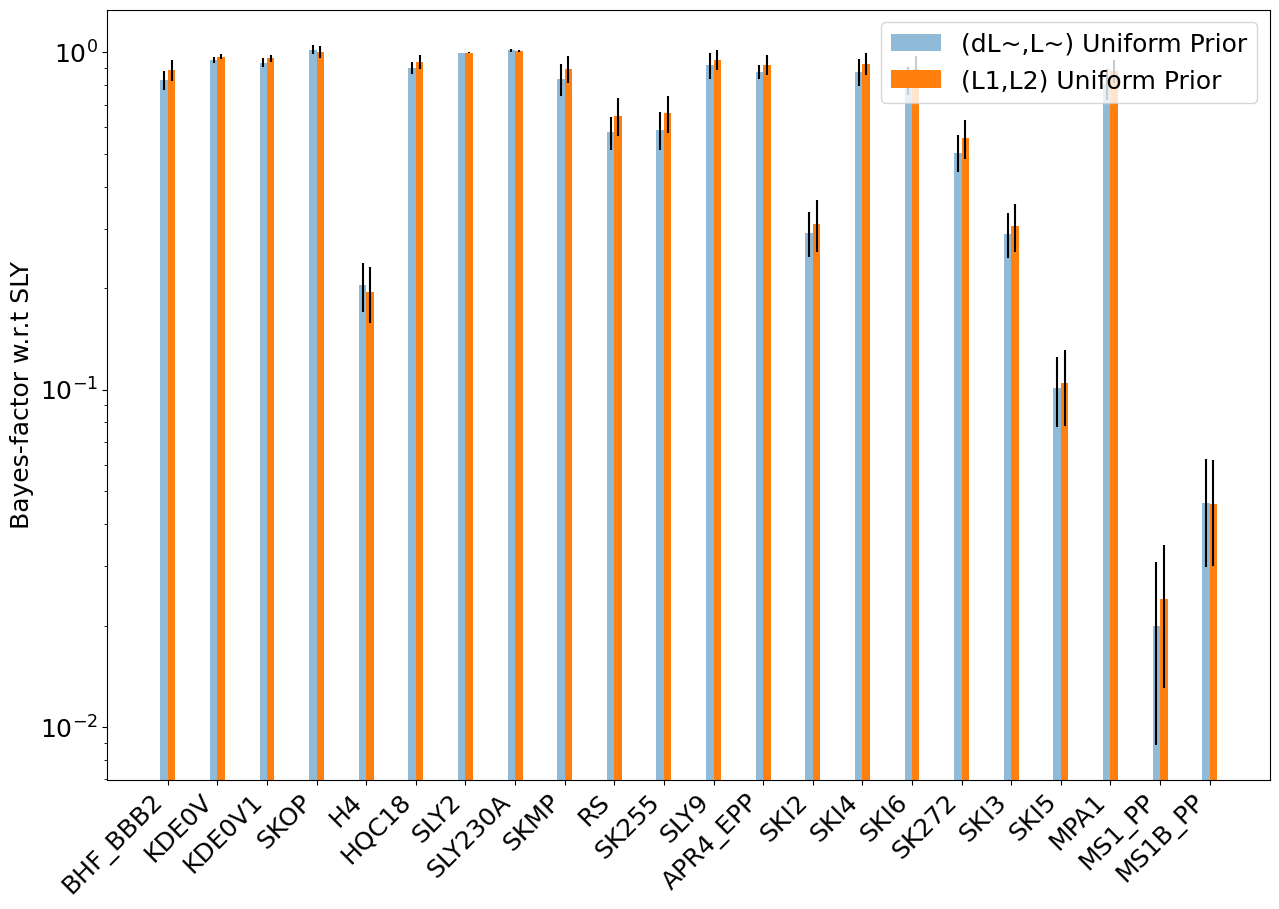 (dL~,L~) Uniform Prior
(L1,L2) Uniform Prior
Bayes-factor w.r.t SLY
10⁰
10⁻¹
10⁻²
BHF_BBB2
KDE0V
KDE0V1
SKOP
H4
HQC18
SLY2
SLY230A
SKMP
RS
SK255
SLY9
APR4_EPP
SKI2
SKI4
SKI6
SK272
SKI3
SKI5
MPA1
MS1_PP
MS1B_PP